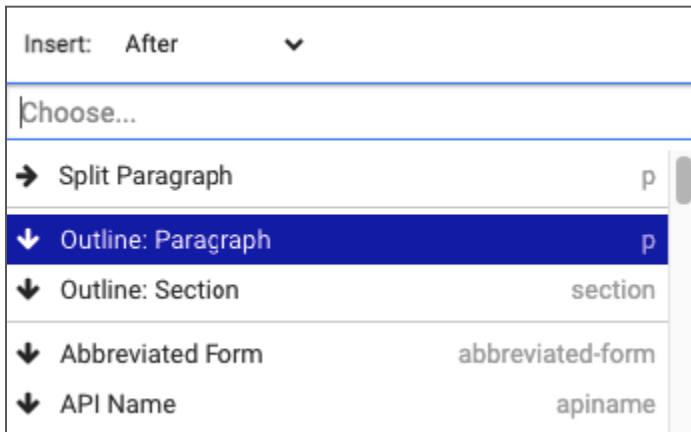 Insert: After
Choose...
Split Paragraph p
Outline: Paragraph p
Outline: Section section
Abbreviated Form abbreviated-form
API Name apiname